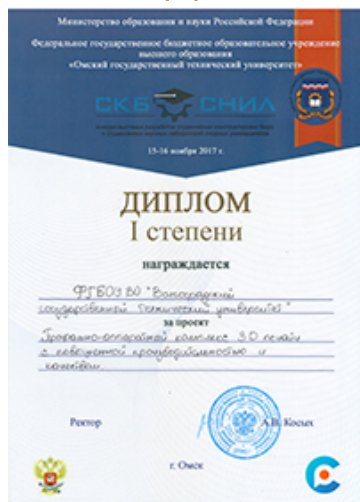 Министерство образования и науки Российской Федерации
Федеральное государственное бюджетное образовательное учреждение
высшего образования
«Омский государственный технический университет»
СКБ СНИЛ
15-16 ноября 2017 г.
ДИПЛОМ
I степени
награждается
ФГБОУ ВО "Волгоградский
государственный технический университет"
за проект
Програмно-аппаратный комплекс 3D печати
с повышенной производительностью и
качеством
Ректор А.В. Косых
г. Омск